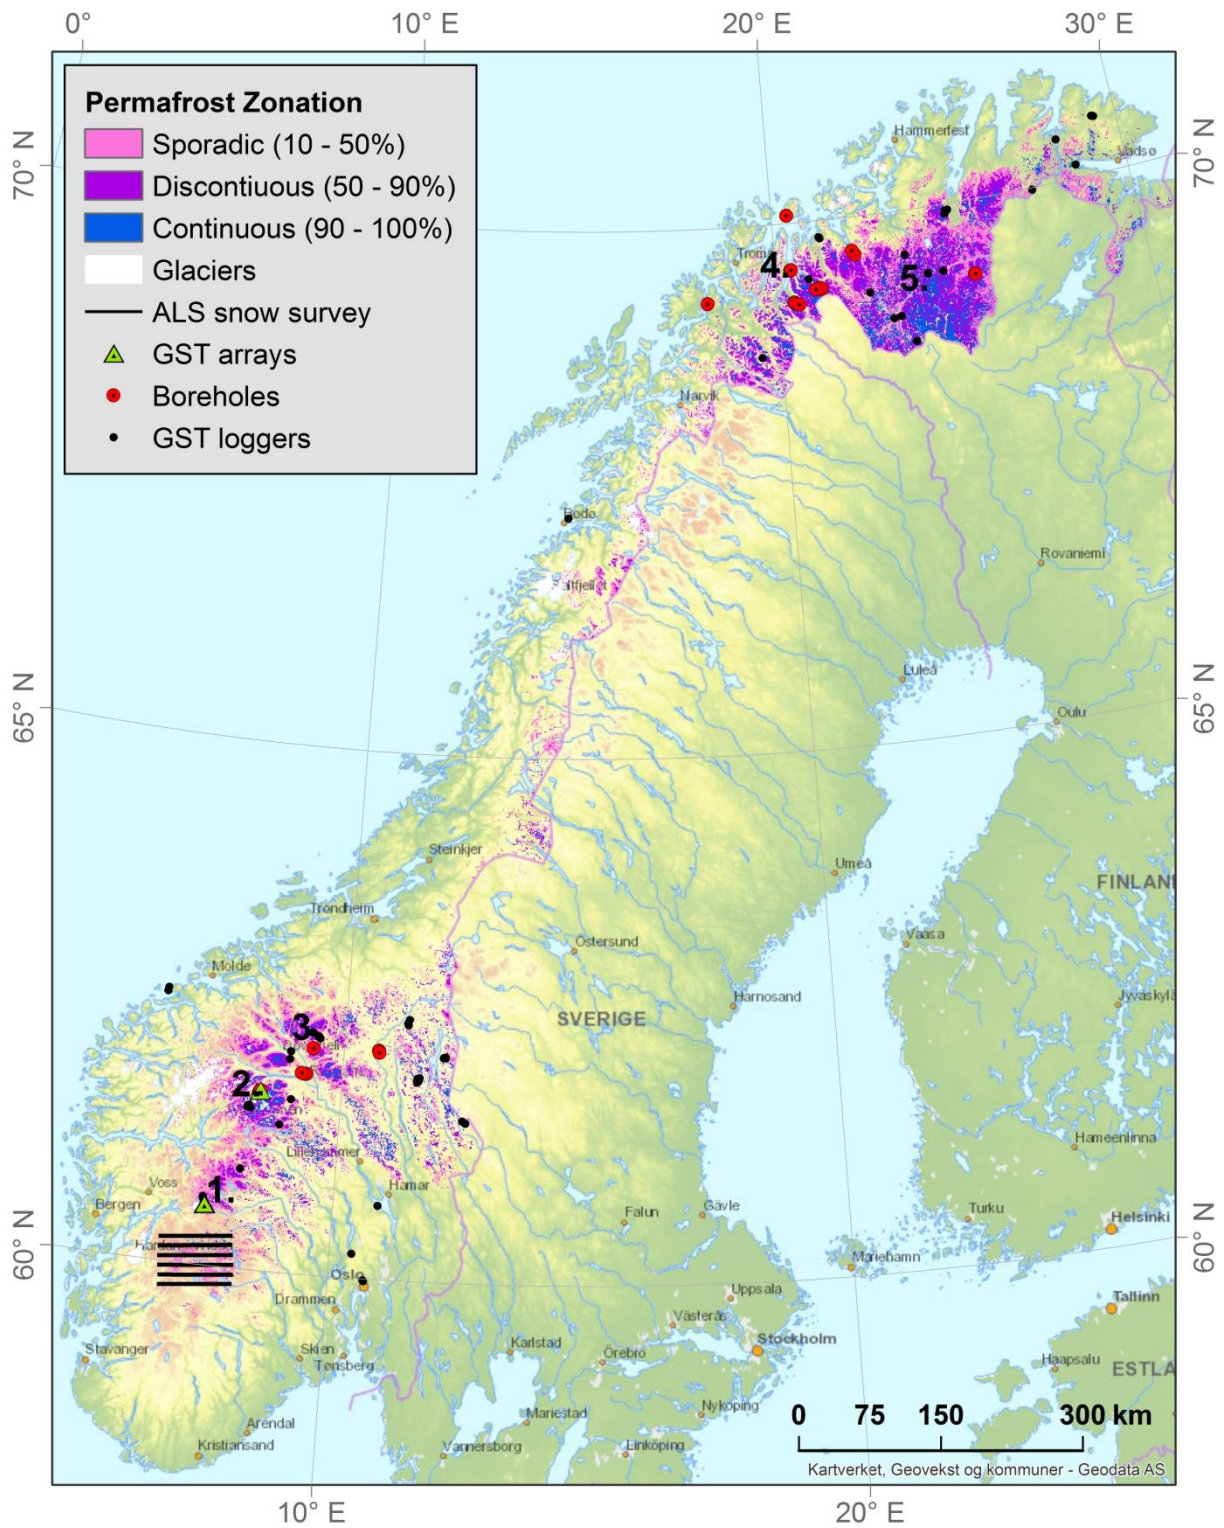 0°
10° E
20° E
30° E
Permafrost Zonation
Sporadic (10 - 50%)
Discontiuous (50 - 90%)
Continuous (90 - 100%)
Glaciers
ALS snow survey
GST arrays
Boreholes
GST loggers
70° N
70° N
Hammerfest
Vadsø
4.
5.
Narvik
Bodø
Rovaniemi
65° N
65° N
Luleå
Oulu
Steinkjer
Umeå
FINLAN
Trondheim
Vaasa
Östersund
Molde
Harnosand
Jyväskylä
SVERIGE
3.
2.
Hameenlinna
Lillehammer
Voss
1.
Hamar
Bergen
Falun
Gävle
Turku
Helsinki
60° N
60° N
Mariehamn
Oslo
Drammen
Uppsala
Tallinn
Västerås
Stavanger
Skien
Karlstad
Örebro
Stockholm
Tønsberg
Haapsalu
ESTLA
Mariestad
Nyköping
0 75 150 300 km
Arendal
Kristiansand
Vannersborg
Linköping
Kartverket, Geovekst og kommuner - Geodata AS
10° E
20° E